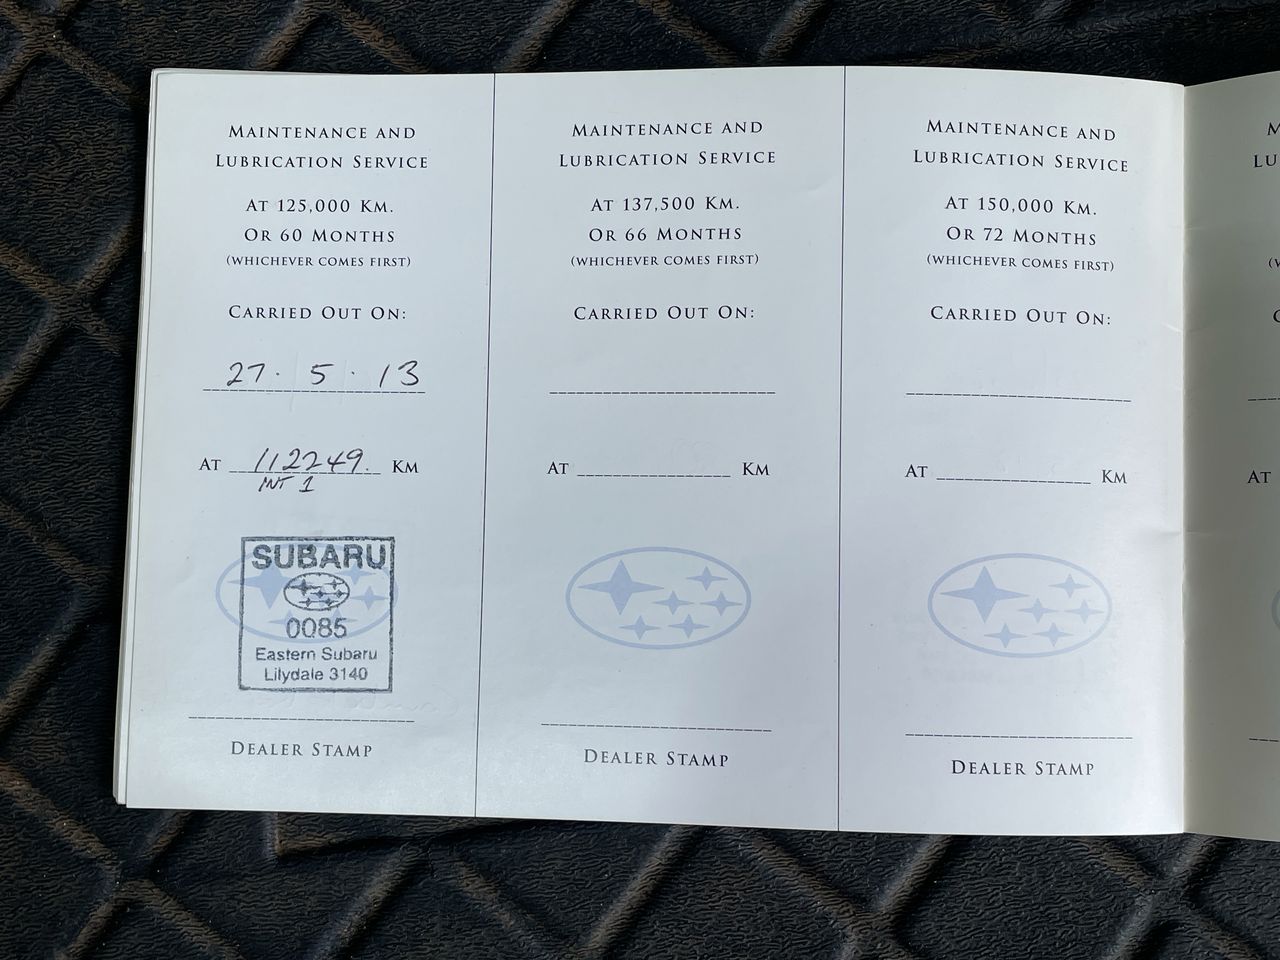 MAINTENANCE AND
LUBRICATION SERVICE
AT 125,000 KM.
OR 60 MONTHS
(WHICHEVER COMES FIRST)
CARRIED OUT ON:
27 . 5 . 13
AT 112249. KM
INT 1
SUBARU
0085
Eastern Subaru
Lilydale 3140
DEALER STAMP
MAINTENANCE AND
LUBRICATION SERVICE
AT 137,500 KM.
OR 66 MONTHS
(WHICHEVER COMES FIRST)
CARRIED OUT ON:
AT KM
DEALER STAMP
MAINTENANCE AND
LUBRICATION SERVICE
AT 150,000 KM.
OR 72 MONTHS
(WHICHEVER COMES FIRST)
CARRIED OUT ON:
AT KM
DEALER STAMP
M
LU
(W
C
AT